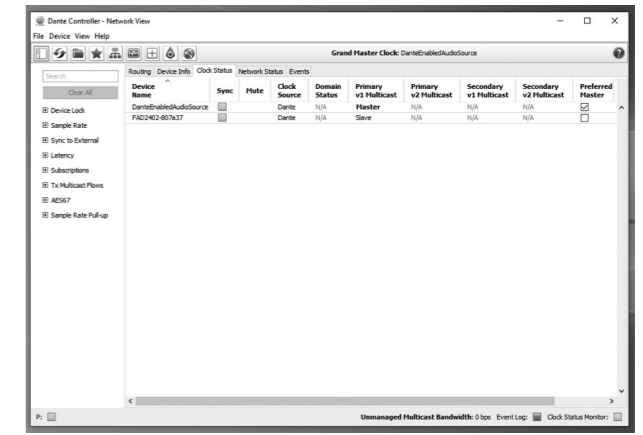 Dante Controller - Network View
File Device View Help
Grand Master Clock: DanteEnabledAudioSource
Search
Clear All
Device Lock
Sample Rate
Sync to External
Latency
Subscriptions
Tx Multicast Flows
AES67
Sample Rate Pull-up
Routing Device Info Clock Status Network Status Events
Device Name Sync Mute Clock Source Domain Status Primary v1 Multicast Primary v2 Multicast Secondary v1 Multicast Secondary v2 Multicast Preferred Master
DanteEnabledAudioSource Dante N/A Master N/A N/A N/A
FAD2402-807a37 Dante N/A Slave N/A N/A N/A
P: Unmanaged Multicast Bandwidth: 0 bps Event Log: Clock Status Monitor: